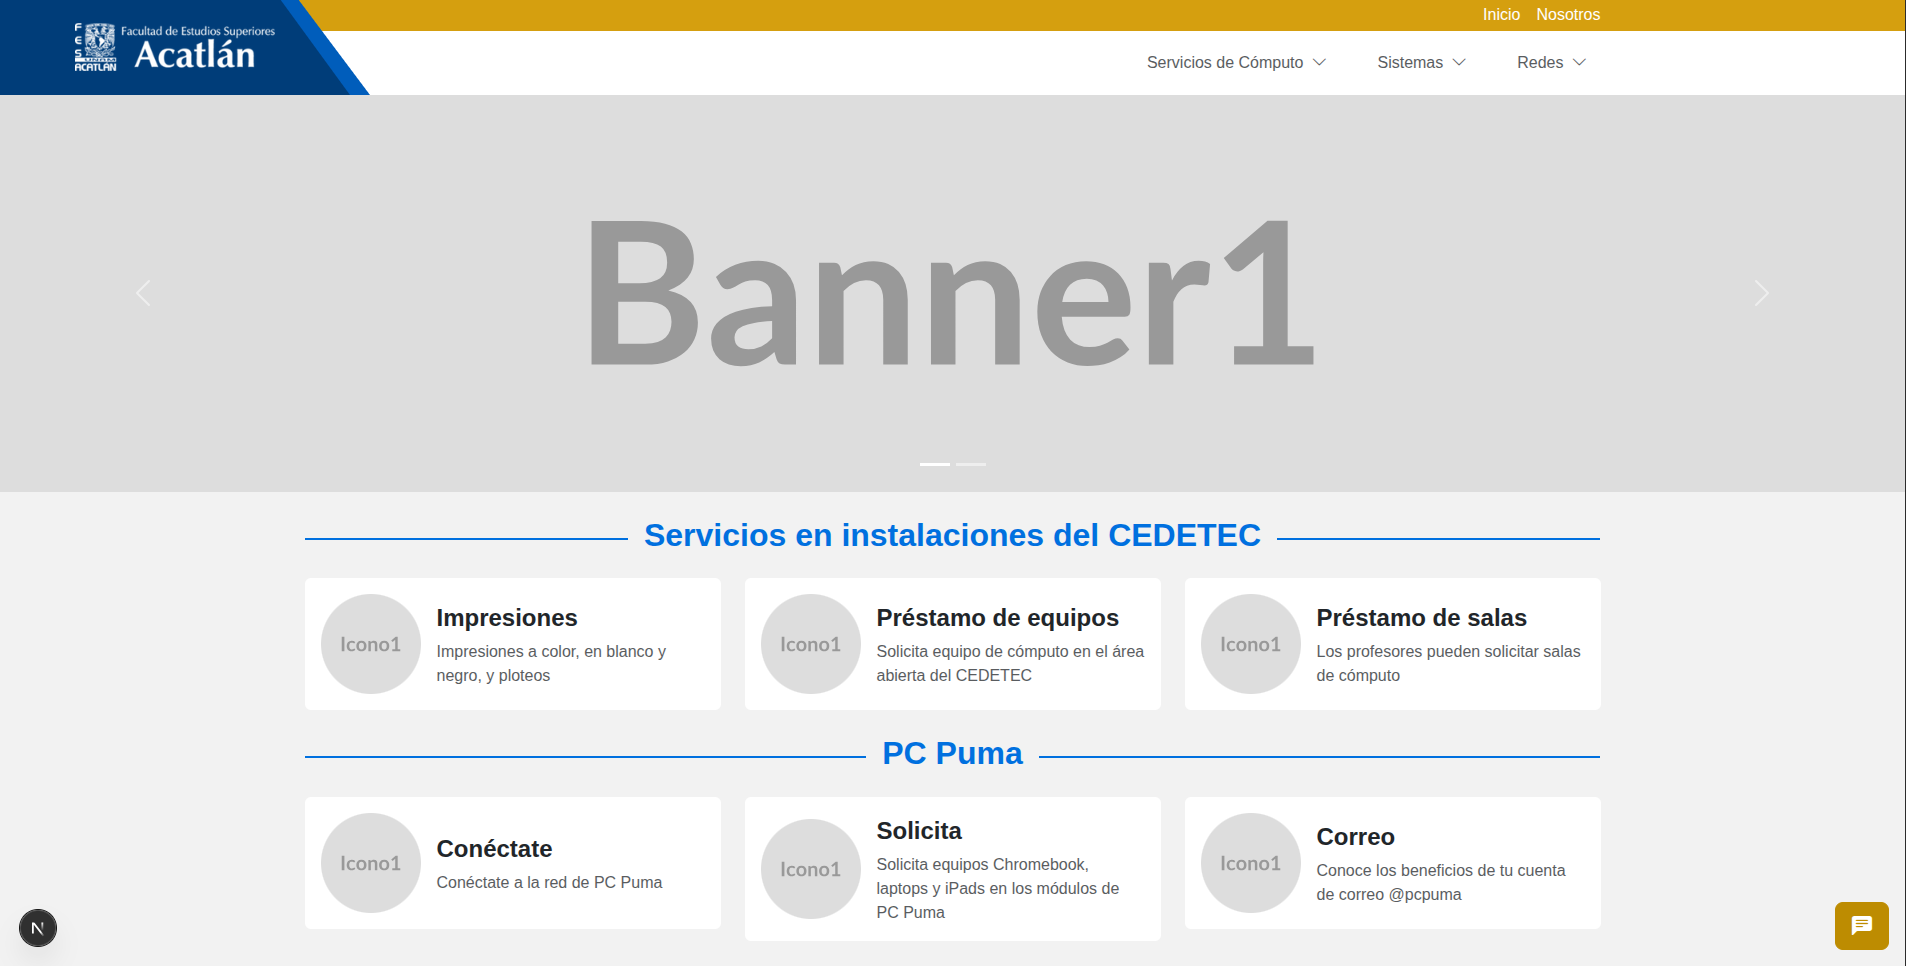 FES
UNAM
ACATLÁN
Facultad de Estudios Superiores
Acatlán
Inicio Nosotros
Servicios de Cómputo Sistemas Redes
Banner1
Servicios en instalaciones del CEDETEC
Icono1
Impresiones
Impresiones a color, en blanco y
negro, y ploteos
Icono1
Préstamo de equipos
Solicita equipo de cómputo en el área
abierta del CEDETEC
Icono1
Préstamo de salas
Los profesores pueden solicitar salas
de cómputo
PC Puma
Icono1
Conéctate
Conéctate a la red de PC Puma
Icono1
Solicita
Solicita equipos Chromebook,
laptops y iPads en los módulos de
PC Puma
Icono1
Correo
Conoce los beneficios de tu cuenta
de correo @pcpuma
N